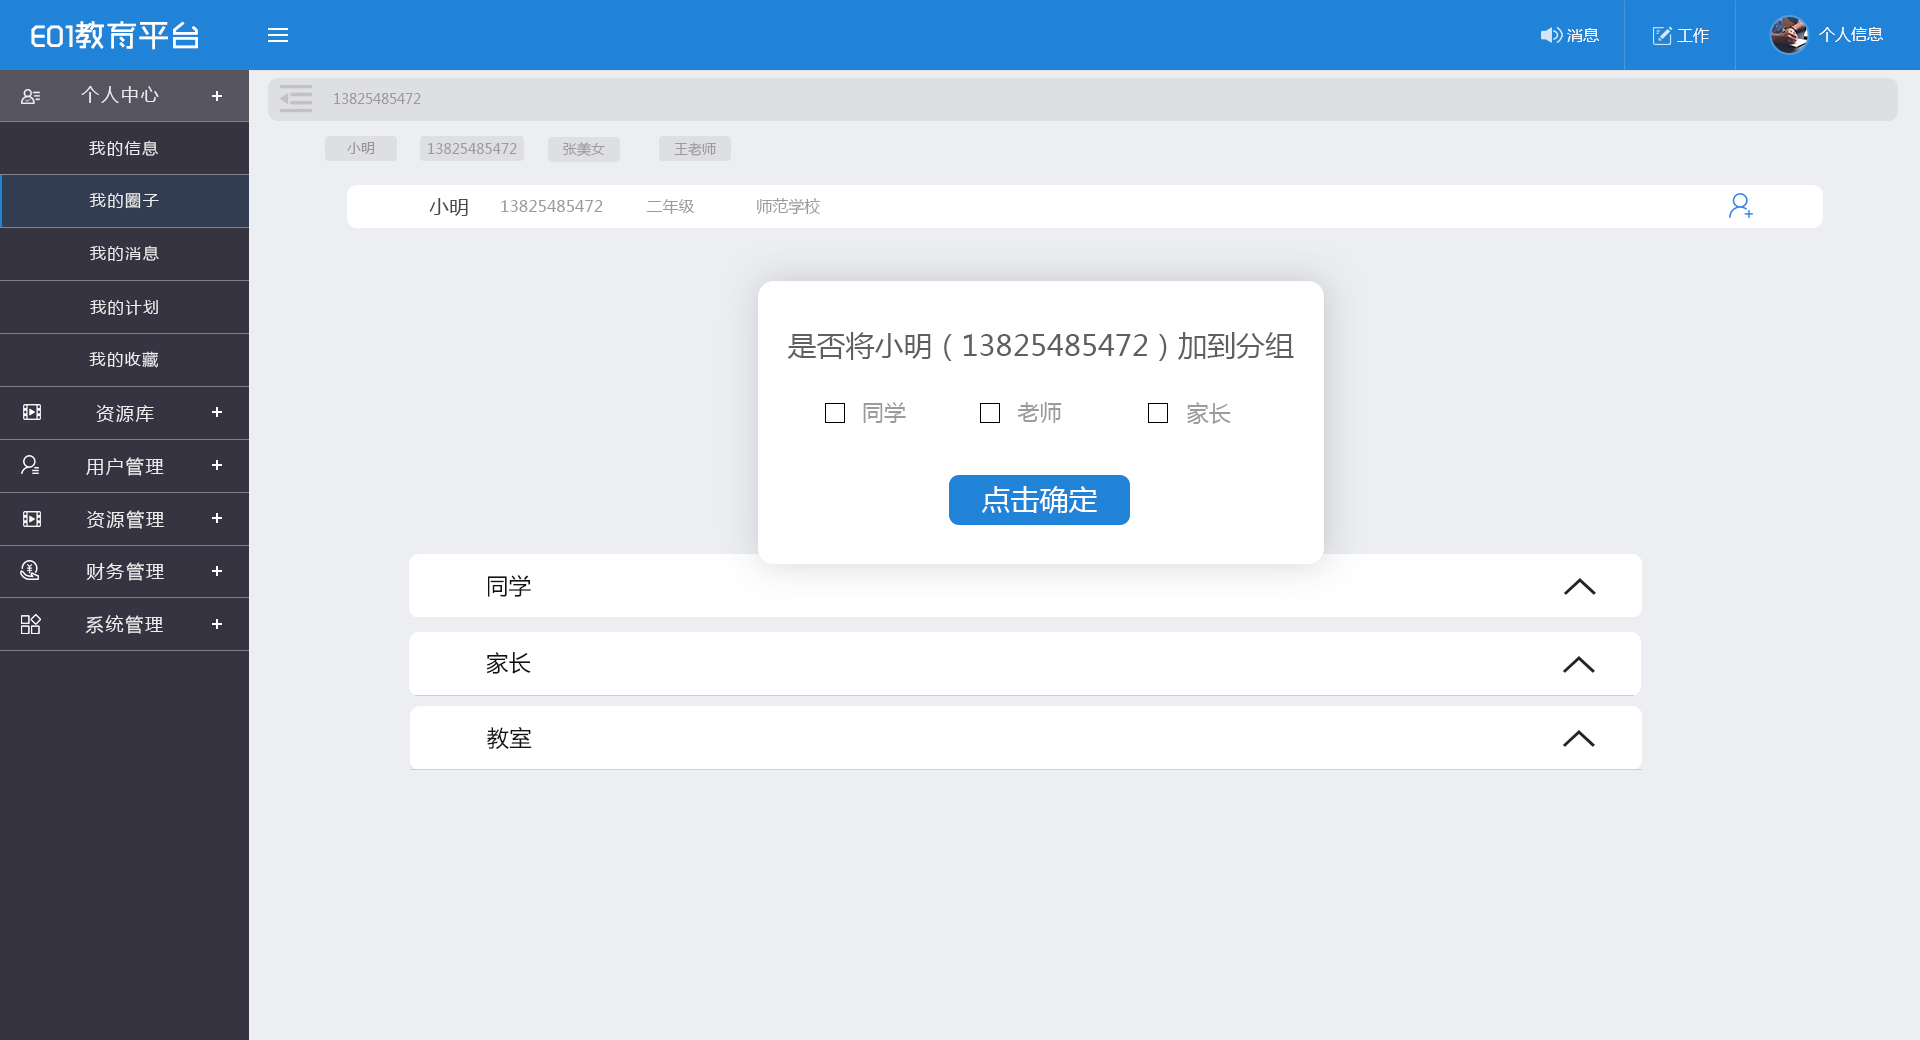 E01教育平台
消息
工作
个人信息
个人中心
我的信息
我的圈子
我的消息
我的计划
我的收藏
资源库
用户管理
资源管理
财务管理
系统管理
13825485472
小明 13825485472 张美女 王老师
小明 13825485472 二年级 师范学校
是否将小明（13825485472）加到分组
同学 老师 家长
点击确定
同学
家长
教室